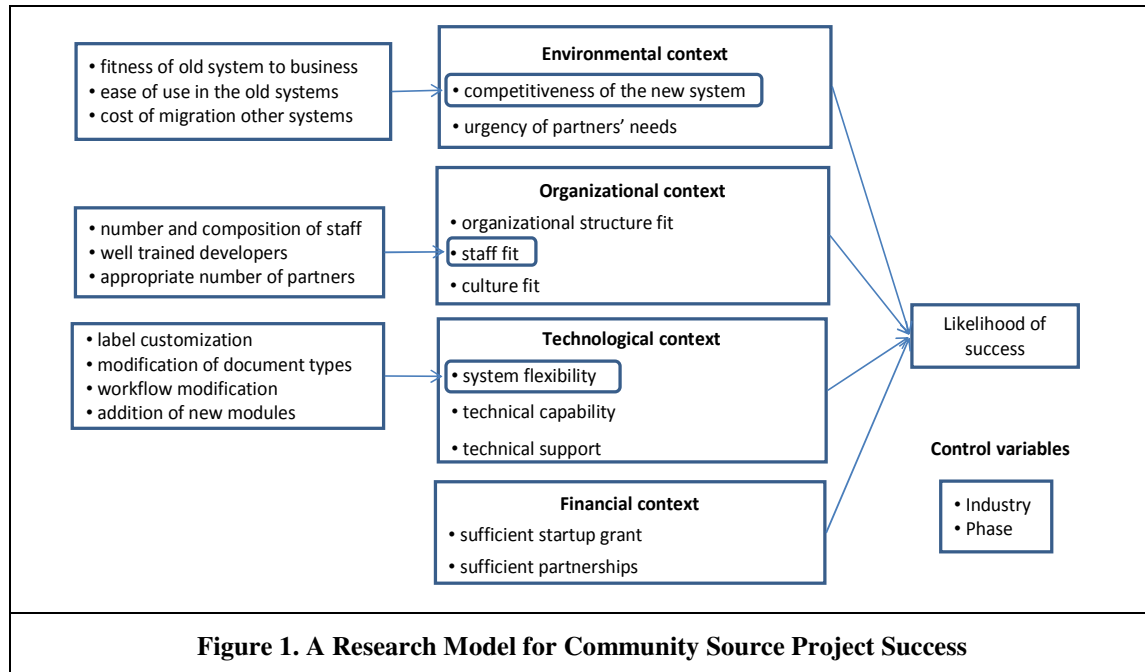 • fitness of old system to business
• ease of use in the old systems
• cost of migration other systems
Environmental context
• competitiveness of the new system
• urgency of partners’ needs
• number and composition of staff
• well trained developers
• appropriate number of partners
Organizational context
• organizational structure fit
• staff fit
• culture fit
• label customization
• modification of document types
• workflow modification
• addition of new modules
Technological context
• system flexibility
• technical capability
• technical support
Financial context
• sufficient startup grant
• sufficient partnerships
Likelihood of
success
Control variables
• Industry
• Phase
Figure 1. A Research Model for Community Source Project Success